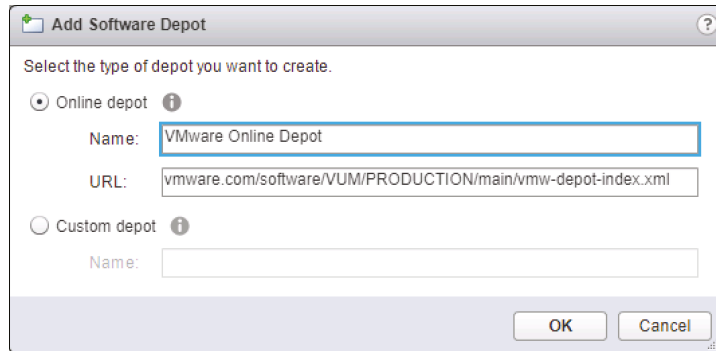 Add Software Depot
?
Select the type of depot you want to create.
Online depot
Name: VMware Online Depot
URL: vmware.com/software/VUM/PRODUCTION/main/vmw-depot-index.xml
Custom depot
Name:
OK Cancel